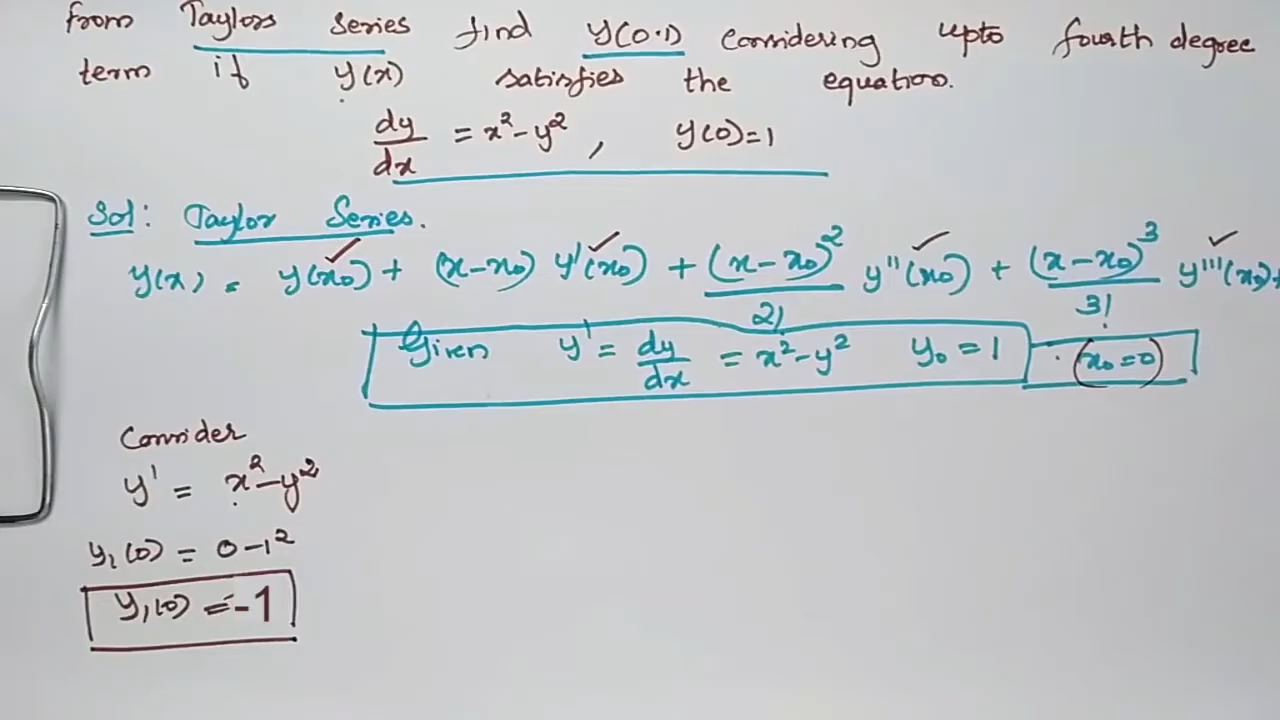 from Taylors Series find y(0.1) considering upto fourth degree
term if y(x) satisfies the equation.
dy/dx = x² - y² , y(0)=1
Sol: Taylor Series.
y(x) = y(x₀) + (x-x₀) y'(x₀) + (x-x₀)²/2! y''(x₀) + (x-x₀)³/3! y'''(x₀)+
Given y' = dy/dx = x² - y² y₀ = 1 (x₀=0)
Consider
y' = x² - y²
y₁(0) = 0 - 1²
y₁(0) = -1